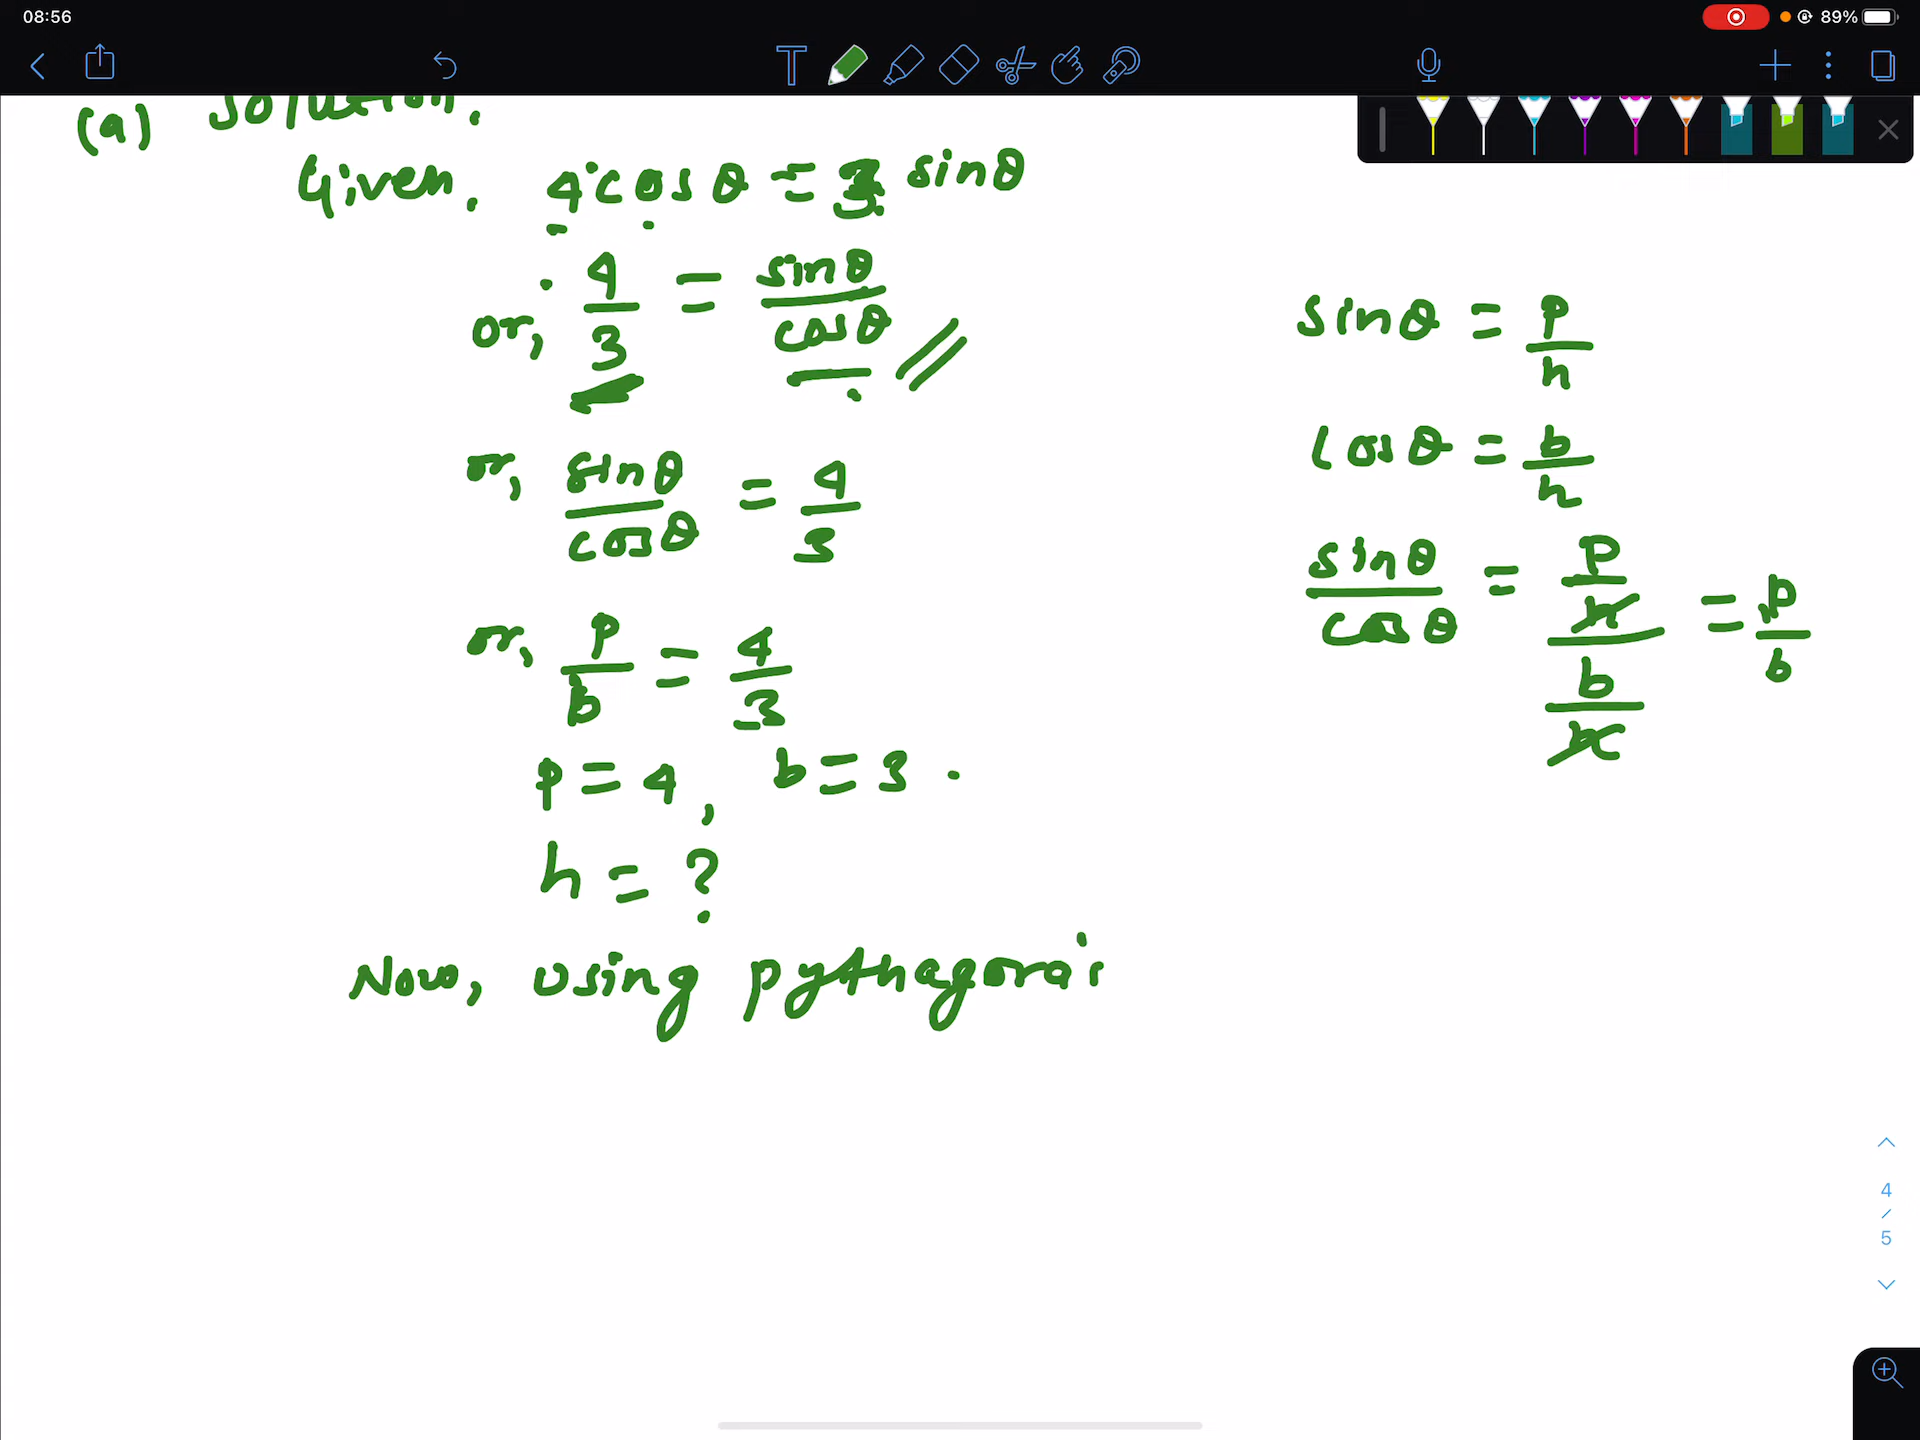 08:56
89%
(a) Solution.
Given. 4cosθ = 3 sinθ
or, 4/3 = sinθ/cosθ
or, sinθ/cosθ = 4/3
or, p/b = 4/3
p = 4, b = 3.
h = ?
Now, using pythagora's
sinθ = p/h
cosθ = b/h
sinθ/cosθ = p/h / b/h = p/b
4
/
5